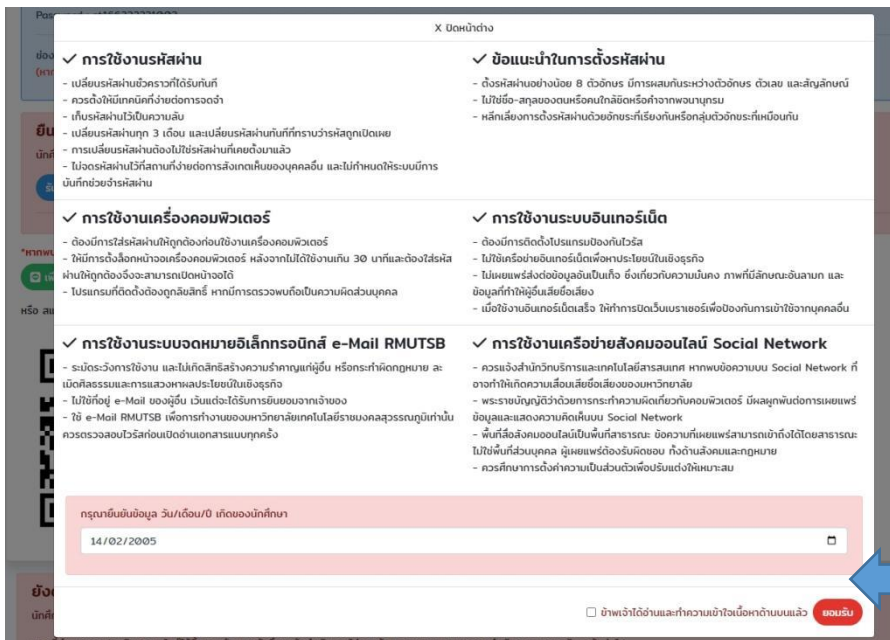 X ปิดหน้าต่าง
✓ การใช้งานรหัสผ่าน
- เปลี่ยนรหัสผ่านชั่วคราวที่ได้รับทันที
- ควรตั้งให้มีเทคนิคที่ง่ายต่อการจดจำ
- เก็บรหัสผ่านไว้เป็นความลับ
- เปลี่ยนรหัสผ่านทุก 3 เดือน และเปลี่ยนรหัสผ่านทันทีที่ทราบว่ารหัสถูกเปิดเผย
- การเปลี่ยนรหัสผ่านต้องไม่ใช่รหัสผ่านที่เคยตั้งมาแล้ว
- ไม่จดรหัสผ่านไว้ที่สถานที่ง่ายต่อการสังเกตเห็นของบุคคลอื่น และไม่กำหนดให้ระบบมีการ
บันทึกช่วยจำรหัสผ่าน
✓ ข้อแนะนำในการตั้งรหัสผ่าน
- ตั้งรหัสผ่านอย่างน้อย 8 ตัวอักษร มีการผสมกันระหว่างตัวอักษร ตัวเลข และสัญลักษณ์
- ไม่ใช้ชื่อ-สกุลของตนหรือคนใกล้ชิดหรือคำจากพจนานุกรม
- หลีกเลี่ยงการตั้งรหัสผ่านด้วยอักขระที่เรียงกันหรือกลุ่มตัวอักขระที่เหมือนกัน
✓ การใช้งานเครื่องคอมพิวเตอร์
- ต้องมีการใส่รหัสผ่านให้ถูกต้องก่อนใช้งานเครื่องคอมพิวเตอร์
- ให้มีการตั้งล็อกหน้าจอเครื่องคอมพิวเตอร์ หลังจากไม่ได้ใช้งานเกิน 30 นาทีและต้องใส่รหัส
ผ่านให้ถูกต้องจึงจะสามารถเปิดหน้าจอได้
- โปรแกรมที่ติดตั้งต้องถูกลิขสิทธิ์ หากมีการตรวจพบถือเป็นความผิดส่วนบุคคล
✓ การใช้งานระบบอินเทอร์เน็ต
- ต้องมีการติดตั้งโปรแกรมป้องกันไวรัส
- ไม่ใช้เครือข่ายอินเทอร์เน็ตเพื่อหาประโยชน์ในเชิงธุรกิจ
- ไม่เผยแพร่ส่งต่อข้อมูลอันเป็นเท็จ ซึ่งเกี่ยวกับความมั่นคง ภาพที่มีลักษณะอันลามก และ
ข้อมูลที่ทำให้ผู้อื่นเสียชื่อเสียง
- เมื่อใช้งานอินเทอร์เน็ตเสร็จ ให้ทำการปิดเว็บเบราเซอร์เพื่อป้องกันการเข้าใช้จากบุคคลอื่น
✓ การใช้งานระบบจดหมายอิเล็กทรอนิกส์ e-Mail RMUTSB
- ระมัดระวังการใช้งาน และไม่เกิดสิทธิสร้างความรำคาญแก่ผู้อื่น หรือกระทำผิดกฎหมาย ละ
เมิดศีลธรรมและการแสวงหาผลประโยชน์ในเชิงธุรกิจ
- ไม่ใช้ที่อยู่ e-Mail ของผู้อื่น เว้นแต่จะได้รับการยินยอมจากเจ้าของ
- ใช้ e-Mail RMUTSB เพื่อการทำงานของมหาวิทยาลัยเทคโนโลยีราชมงคลสุวรรณภูมิเท่านั้น
ควรตรวจสอบไวรัสก่อนเปิดอ่านเอกสารแนบทุกครั้ง
✓ การใช้งานเครือข่ายสังคมออนไลน์ Social Network
- ควรแจ้งสำนักวิทบริการและเทคโนโลยีสารสนเทศ หากพบข้อความบน Social Network ที่
อาจทำให้เกิดความเสื่อมเสียชื่อเสียงของมหาวิทยาลัย
- พระราชบัญญัติว่าด้วยการกระทำความผิดเกี่ยวกับคอมพิวเตอร์ มีผลผูกพันต่อการเผยแพร่
ข้อมูลและแสดงความคิดเห็นบน Social Network
- พื้นที่สื่อสังคมออนไลน์เป็นพื้นที่สาธารณะ ข้อความที่เผยแพร่สามารถเข้าถึงได้โดยสาธารณะ
ไม่ใช่พื้นที่ส่วนบุคคล ผู้เผยแพร่ต้องรับผิดชอบ ทั้งด้านสังคมและกฎหมาย
- ควรศึกษาการตั้งค่าความเป็นส่วนตัวเพื่อปรับแต่งให้เหมาะสม
กรุณายืนยันข้อมูล วัน/เดือน/ปี เกิดของนักศึกษา
14/02/2005
ข้าพเจ้าได้อ่านและทำความเข้าใจเนื้อหาด้านบนแล้ว ยอมรับ